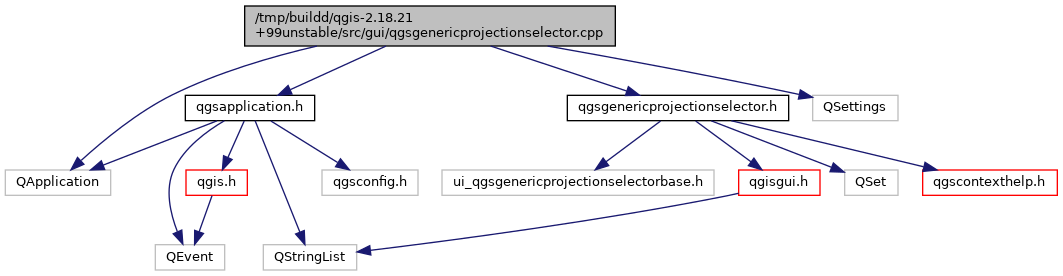 /tmp/buildd/qgis-2.18.21
+99unstable/src/gui/qgsgenericprojectionselector.cpp
qgsapplication.h
qgsgenericprojectionselector.h
QSettings
QApplication
qgis.h
qgsconfig.h
ui_qgsgenericprojectionselectorbase.h
qgisgui.h
QSet
qgscontexthelp.h
QEvent
QStringList